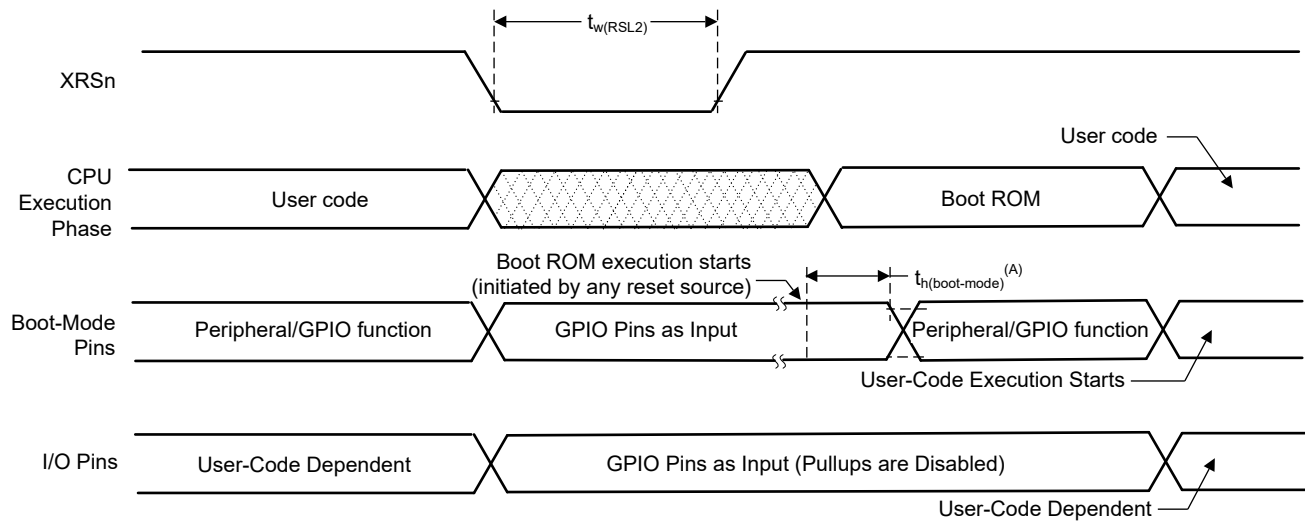 t_w(RSL2)
XRSn
User code
CPU
Execution
Phase
User code
Boot ROM
Boot ROM execution starts
(initiated by any reset source)
t_h(boot-mode)^(A)
Boot-Mode
Pins
Peripheral/GPIO function
GPIO Pins as Input
Peripheral/GPIO function
User-Code Execution Starts
I/O Pins
User-Code Dependent
GPIO Pins as Input (Pullups are Disabled)
User-Code Dependent